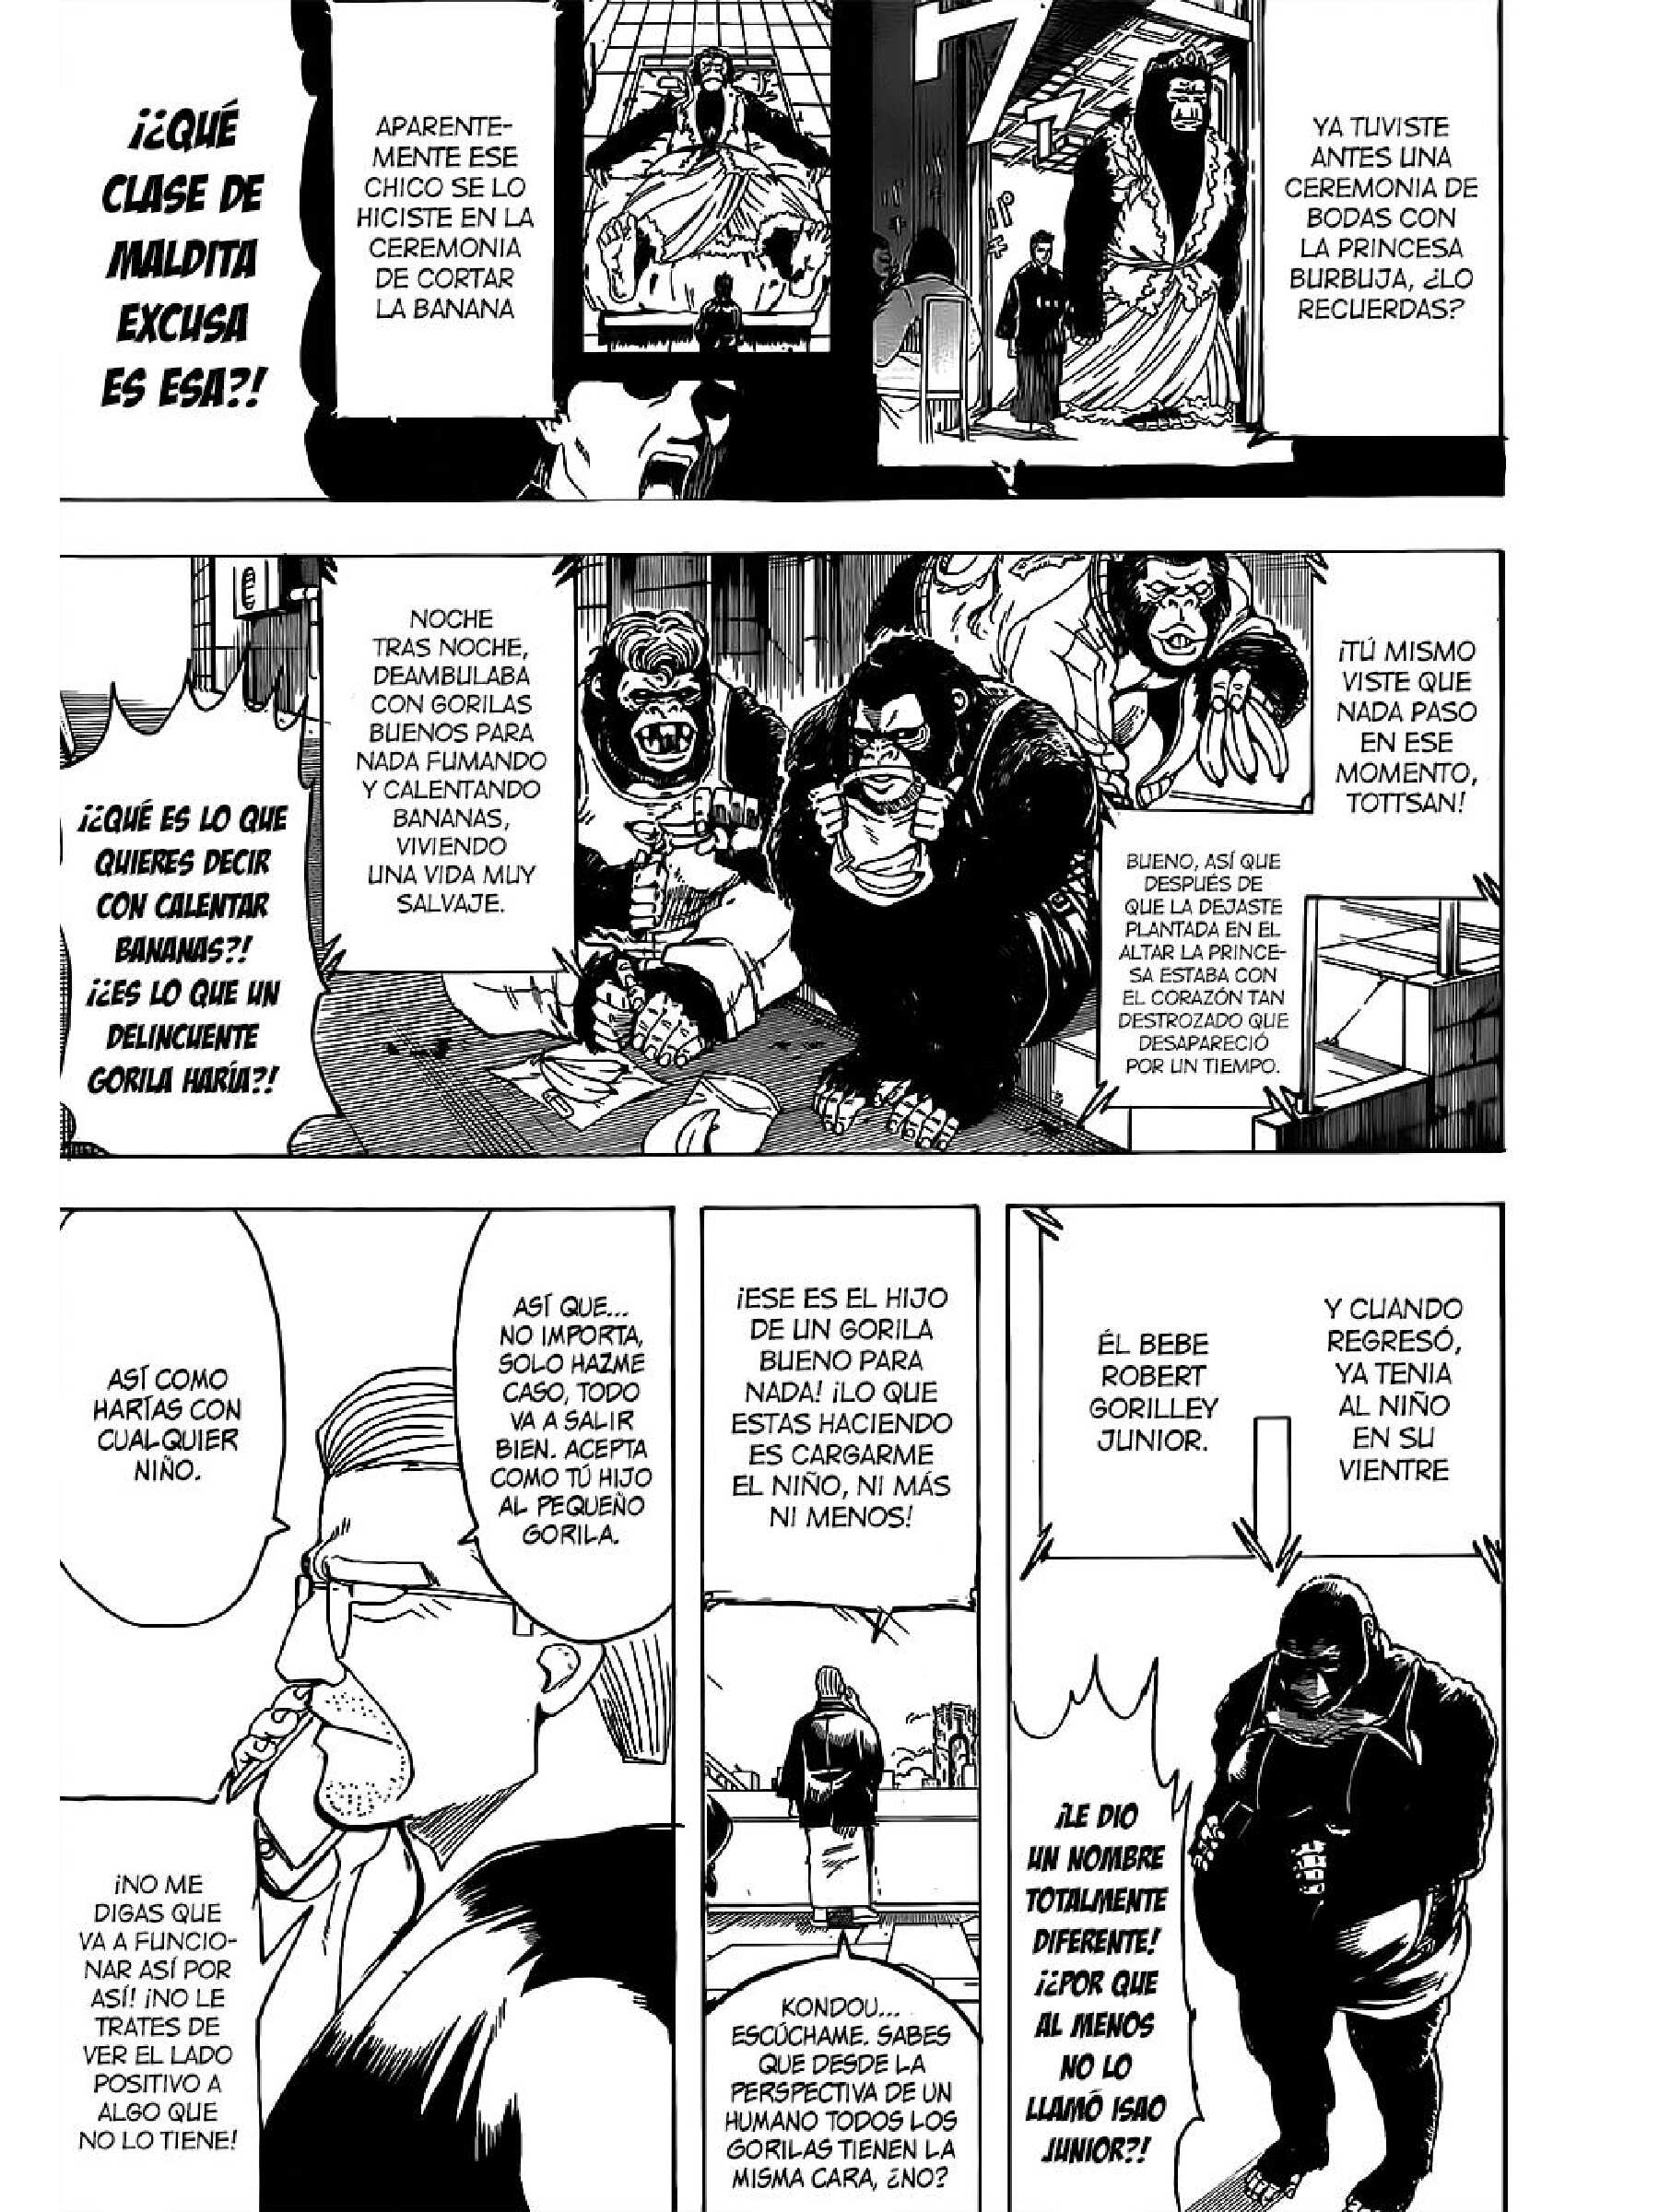 YA TUVISTE
ANTES UNA
CEREMONIA DE
BODAS CON
LA PRINCESA
BURBUJA, ¿LO
RECUERDAS?
APARENTE-
MENTE ESE
CHICO SE LO
HICISTE EN LA
CEREMONIA
DE CORTAR
LA BANANA
¡¿QUÉ
CLASE DE
MALDITA
EXCUSA
ES ESA?!
¡TÚ MISMO
VISTE QUE
NADA PASO
EN ESE
MOMENTO,
TOTTSAN!
BUENO, ASÍ QUE
DESPUÉS DE
QUE LA DEJASTE
PLANTADA EN EL
ALTAR LA PRINCE-
SA ESTABA CON
EL CORAZÓN TAN
DESTROZADO QUE
DESAPARECIÓ
POR UN TIEMPO.
NOCHE
TRAS NOCHE,
DEAMBULABA
CON GORILAS
BUENOS PARA
NADA FUMANDO
Y CALENTANDO
BANANAS,
VIVIENDO
UNA VIDA MUY
SALVAJE.
¡¿QUÉ ES LO QUE
QUIERES DECIR
CON CALENTAR
BANANAS?!
¡¿ES LO QUE UN
DELINCUENTE
GORILA HARÍA?!
Y CUANDO
REGRESÓ,
YA TENIA
AL NIÑO
EN SU
VIENTRE
ÉL BEBE
ROBERT
GORILLEY
JUNIOR.
¡LE DIO
UN NOMBRE
TOTALMENTE
DIFERENTE!
¡¿POR QUE
AL MENOS
NO LO
LLAMÓ ISAO
JUNIOR?!
¡ESE ES EL HIJO
DE UN GORILA
BUENO PARA
NADA! ¡LO QUE
ESTAS HACIENDO
ES CARGARME
EL NIÑO, NI MÁS
NI MENOS!
KONDOU...
ESCÚCHAME. SABES
QUE DESDE LA
PERSPECTIVA DE UN
HUMANO TODOS LOS
GORILAS TIENEN LA
MISMA CARA, ¿NO?
ASÍ QUE...
NO IMPORTA,
SOLO HAZME
CASO, TODO
VA A SALIR
BIEN. ACEPTA
COMO TÚ HIJO
AL PEQUEÑO
GORILA.
ASÍ COMO
HARÍAS CON
CUALQUIER
NIÑO.
¡NO ME
DIGAS QUE
VA A FUNCIO-
NAR ASÍ POR
ASÍ! ¡NO LE
TRATES DE
VER EL LADO
POSITIVO A
ALGO QUE
NO LO TIENE!